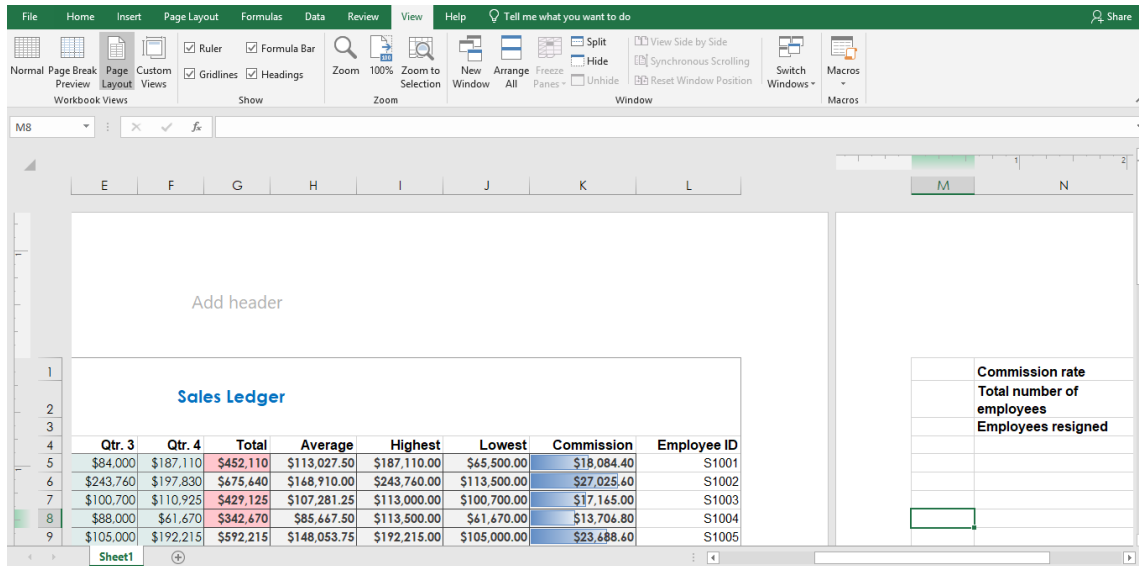 File Home Insert Page Layout Formulas Data Review View Help Tell me what you want to do Share
Normal Page Break Preview Page Layout Custom Views
Workbook Views
Ruler Formula Bar
Gridlines Headings
Show
Zoom 100% Zoom to Selection
Zoom
New Window Arrange All Freeze Panes
Split
Hide
Unhide
View Side by Side
Synchronous Scrolling
Reset Window Position
Window
Switch Windows
Macros
Macros
M8 fx
1 2
E F G H I J K L M N
Add header
1 Commission rate
Sales Ledger
2 Total number of employees
3 Employees resigned
4 Qtr. 3 Qtr. 4 Total Average Highest Lowest Commission Employee ID
5 $84,000 $187,110 $452,110 $113,027.50 $187,110.00 $65,500.00 $18,084.40 S1001
6 $243,760 $197,830 $675,640 $168,910.00 $243,760.00 $113,500.00 $27,025.60 S1002
7 $100,700 $110,925 $429,125 $107,281.25 $113,000.00 $100,700.00 $17,165.00 S1003
8 $88,000 $61,670 $342,670 $85,667.50 $113,500.00 $61,670.00 $13,706.80 S1004
9 $105,000 $192,215 $592,215 $148,053.75 $192,215.00 $105,000.00 $23,688.60 S1005
Sheet1